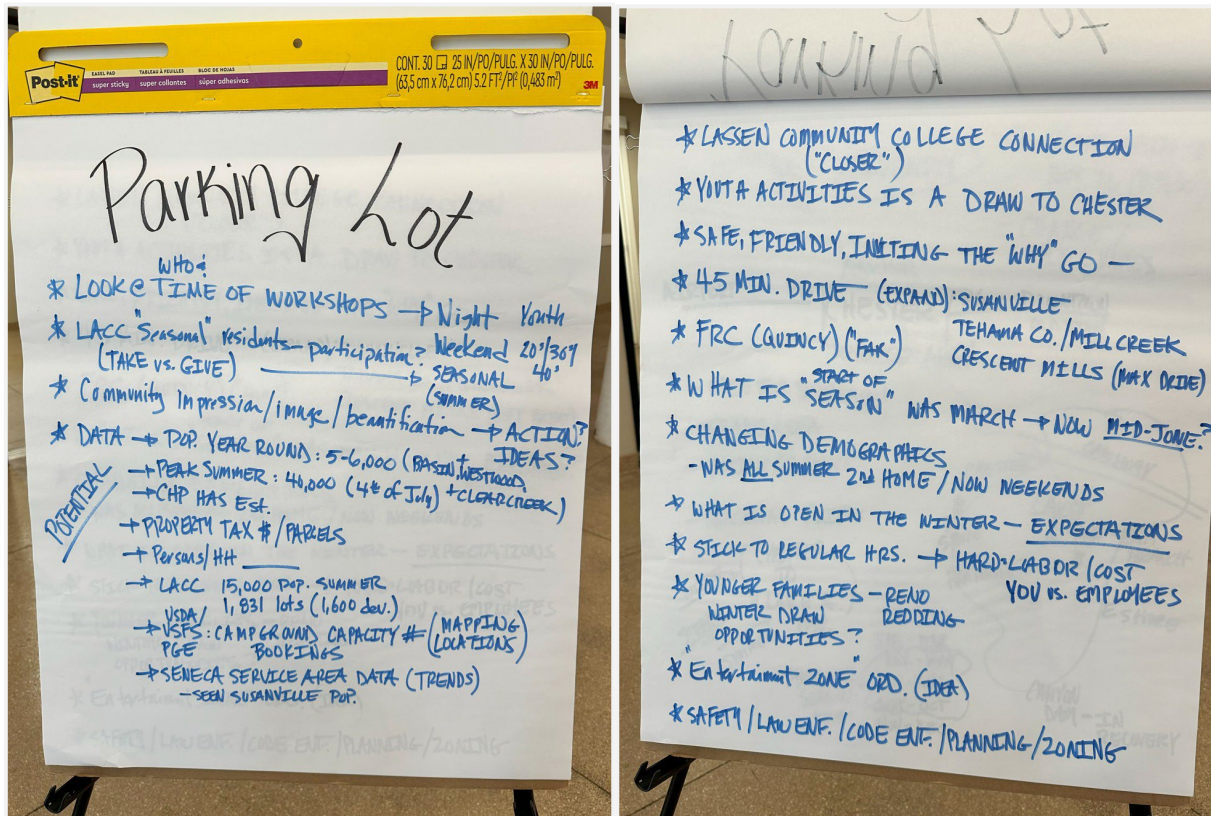 Post-it
EASEL PAD
super sticky
TABLEAU À FEUILLES
super collantes
BLOC DE HOJAS
súper adhesivas
CONT. 30 25 IN/PO/PULG. X 30 IN/PO/PULG.
(63,5 cm x 76,2 cm) 5.2 FT²/PI² (0,483 m²)
3M
Parking Lot
WHO &
* LOOK @ TIME OF WORKSHOPS → Night Youth
* LACC "Seasonal" residents - participation? Weekend 20's/30's
(TAKE vs. GIVE) → SEASONAL 40's
(SUMMER)
* Community Impression/image/beautification → ACTION?
IDEAS?
* DATA → POP. YEAR ROUND: 5-6,000 (BASIN, WESTWOOD,
+ CLEAR CREEK)
POTENTIAL
→ PEAK SUMMER: 40,000 (4th of July)
→ CHP HAS Est.
→ PROPERTY TAX #/PARCELS
→ Persons/HH
→ LACC 15,000 POP. SUMMER
1,831 lots (1,600 dev.)
→ USDA/
USFS: CAMPGROUND CAPACITY # (MAPPING
PGE BOOKINGS LOCATIONS)
→ SENECA SERVICE AREA DATA (TRENDS)
- SEEN SUSANVILLE POP.
Parking Lot
* LASSEN COMMUNITY COLLEGE CONNECTION
("CLOSER")
* YOUTH ACTIVITIES IS A DRAW TO CHESTER
* SAFE, FRIENDLY, INVITING THE "WHY" GO —
* 45 MIN. DRIVE — (EXPAND): SUSANVILLE
TEHAMA CO./MILL CREEK
CRESCENT MILLS (MAX DRIVE)
* FRC (QUINCY) ("FAR")
* WHAT IS "START OF
SEASON" WAS MARCH → NOW MID-JUNE?
* CHANGING DEMOGRAPHICS
- WAS ALL SUMMER 2nd HOME / NOW WEEKENDS
* WHAT IS OPEN IN THE WINTER — EXPECTATIONS
* STICK TO REGULAR HRS. → HARD-LABOR/COST
YOU vs. EMPLOYEES
* YOUNGER FAMILIES — RENO
WINTER DRAW REDDING
OPPORTUNITIES?
* "Entertainment ZONE" ORD. (IDEA)
* SAFETY/LAW ENF./CODE ENF./PLANNING/ZONING